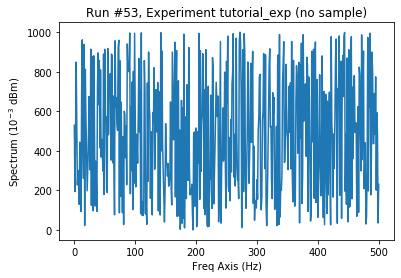 Run #53, Experiment tutorial_exp (no sample)
1000
800
600
400
200
0
Spectrum (10⁻³ dBm)
0 100 200 300 400 500
Freq Axis (Hz)